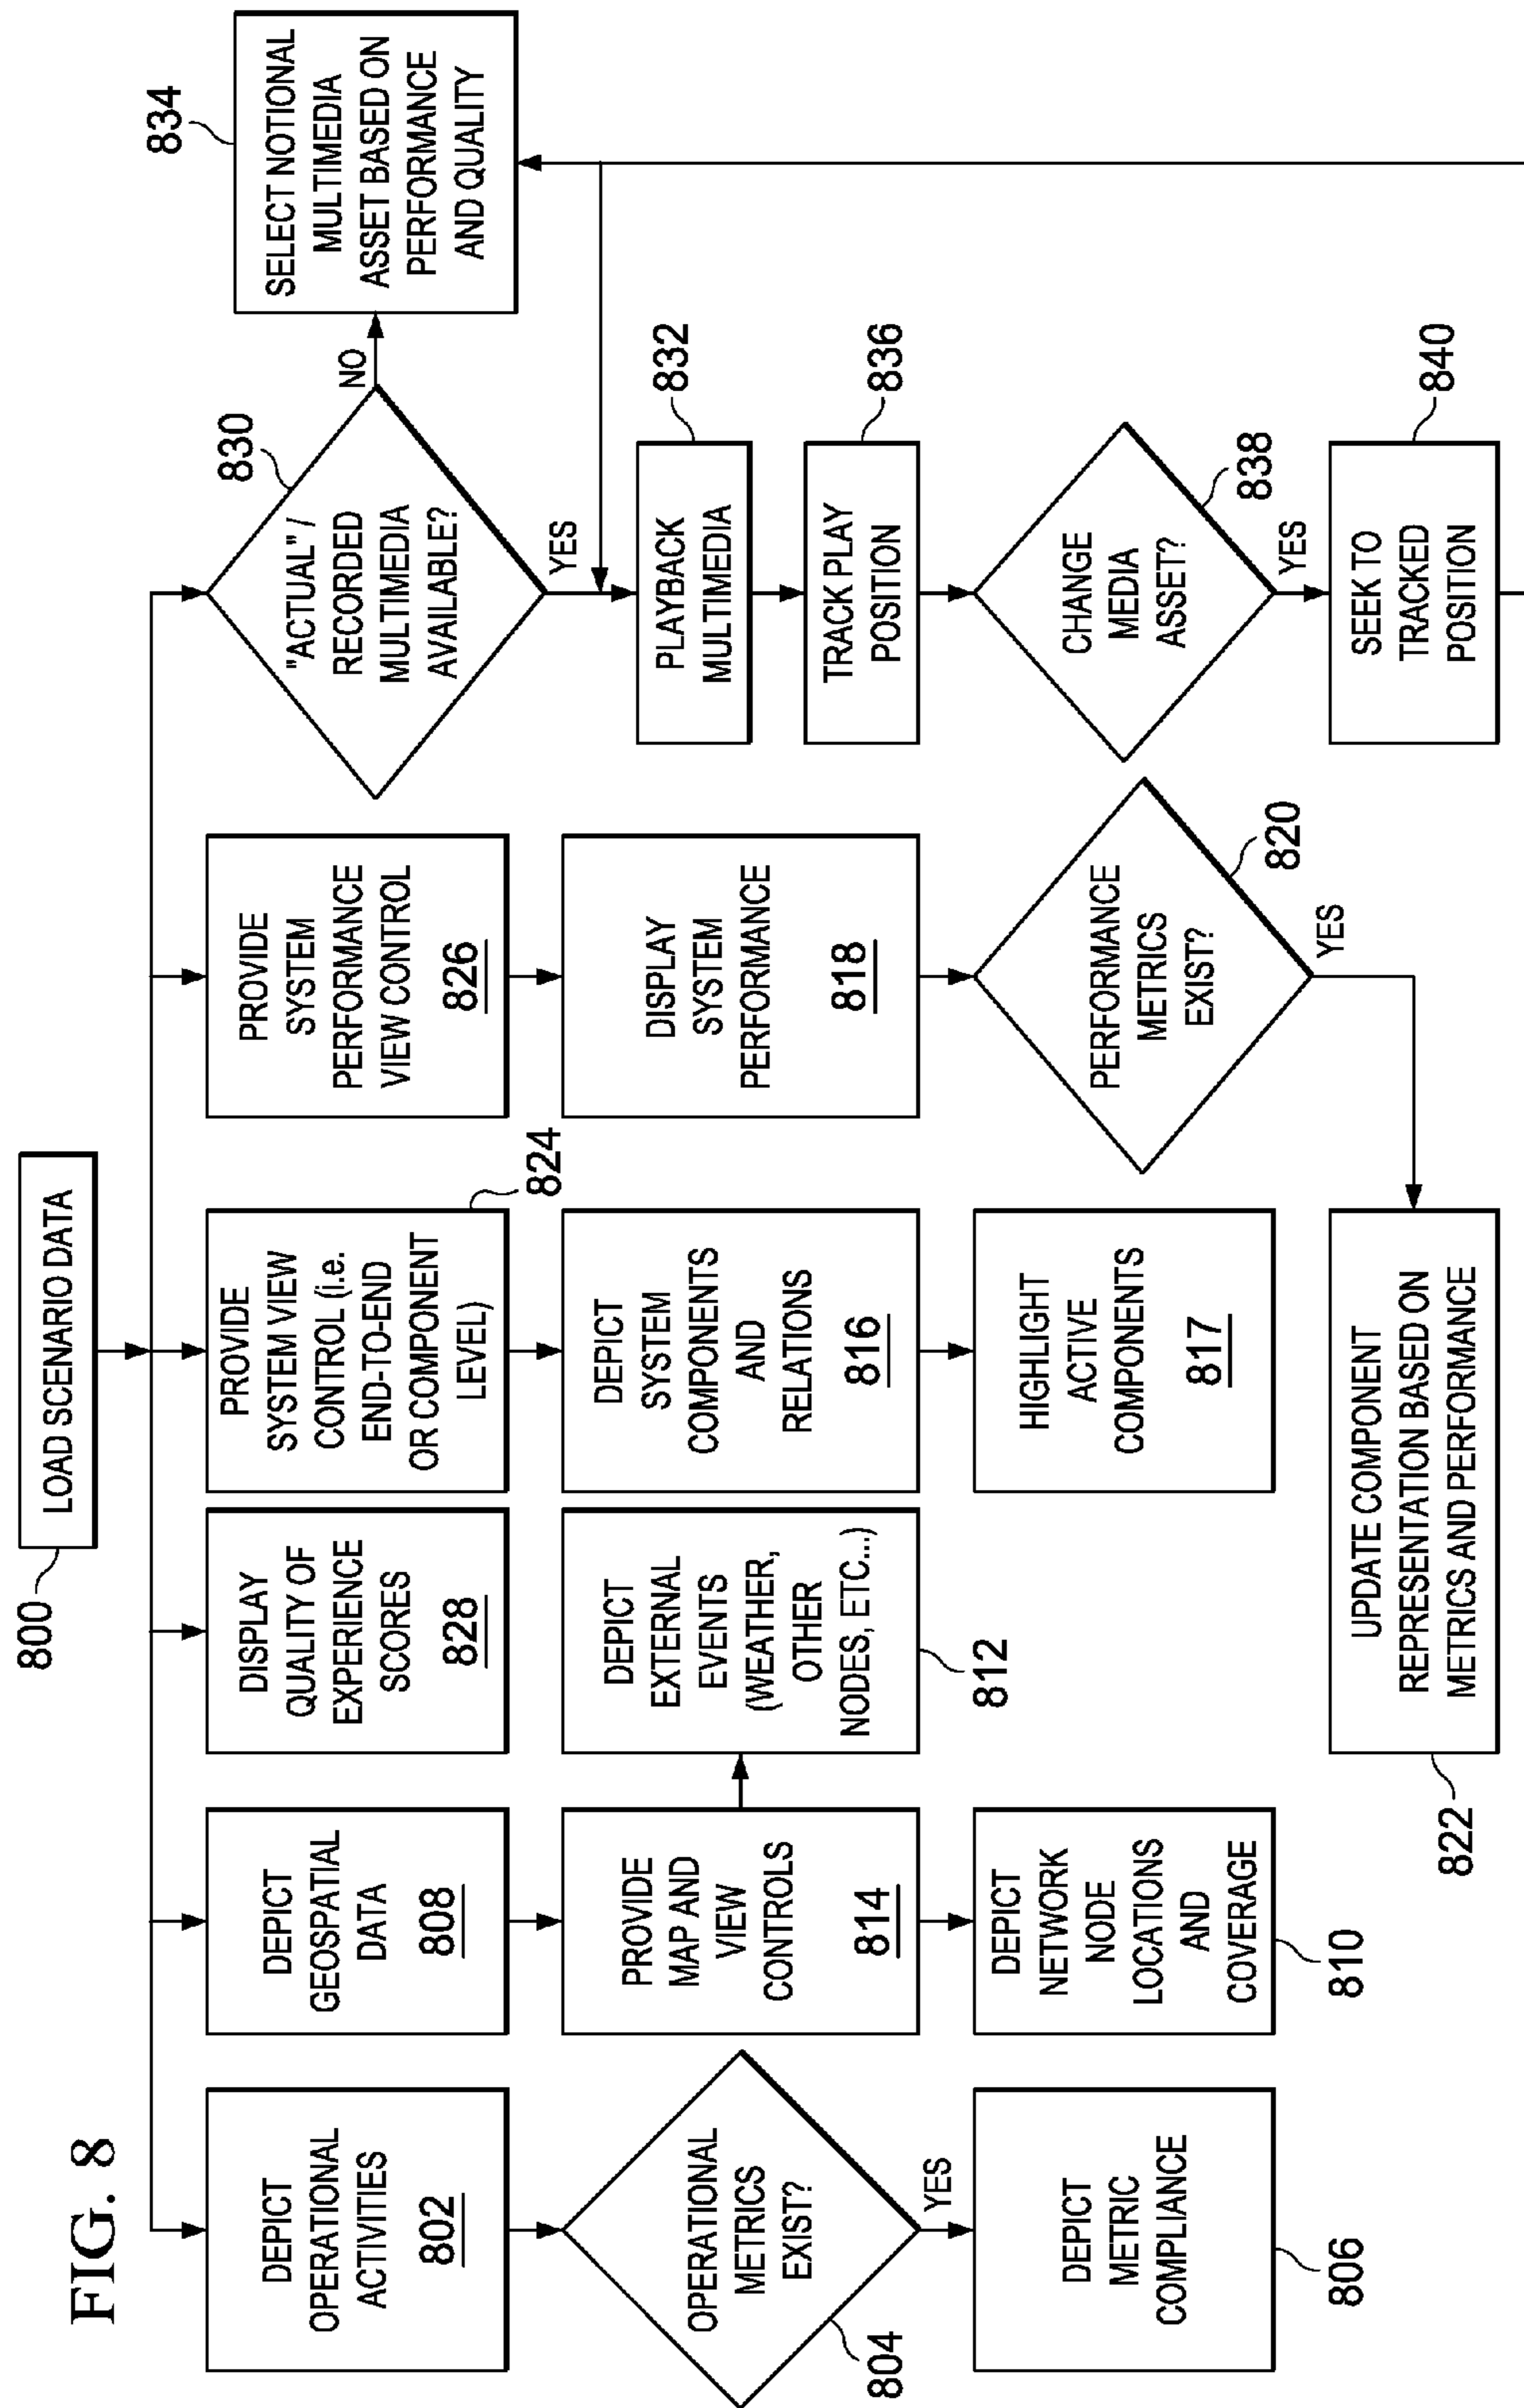 FIG. 8
800
LOAD SCENARIO DATA
DEPICT
OPERATIONAL
ACTIVITIES
802
OPERATIONAL
METRICS
EXIST?
804
YES
DEPICT
METRIC
COMPLIANCE
806
DEPICT
GEOSPATIAL
DATA
808
PROVIDE
MAP AND
VIEW
CONTROLS
814
DEPICT
NETWORK
NODE
LOCATIONS
AND
COVERAGE
810
DISPLAY
QUALITY OF
EXPERIENCE
SCORES
828
DEPICT
EXTERNAL
EVENTS
(WEATHER,
OTHER
NODES, ETC...)
812
PROVIDE
SYSTEM VIEW
CONTROL (i.e.
END-TO-END
OR COMPONENT
LEVEL)
824
DEPICT
SYSTEM
COMPONENTS
AND
RELATIONS
816
HIGHLIGHT
ACTIVE
COMPONENTS
817
PROVIDE
SYSTEM
PERFORMANCE
VIEW CONTROL
826
DISPLAY
SYSTEM
PERFORMANCE
818
PERFORMANCE
METRICS
EXIST?
820
YES
UPDATE COMPONENT
REPRESENTATION BASED ON
METRICS AND PERFORMANCE
822
"ACTUAL" /
RECORDED
MULTIMEDIA
AVAILABLE?
830
NO
YES
SELECT NOTIONAL
MULTIMEDIA
ASSET BASED ON
PERFORMANCE
AND QUALITY
834
PLAYBACK
MULTIMEDIA
832
TRACK PLAY
POSITION
836
CHANGE
MEDIA
ASSET?
838
YES
SEEK TO
TRACKED
POSITION
840